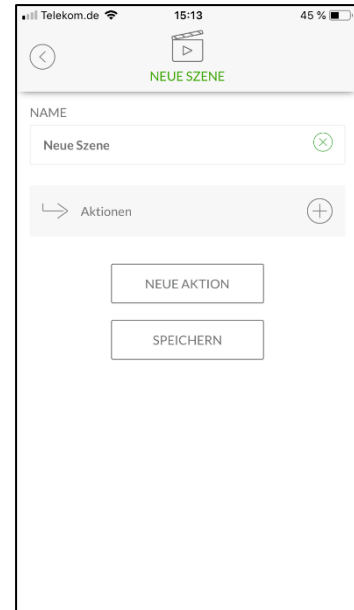 Telekom.de 15:13 45 %
NEUE SZENE
NAME
Neue Szene
Aktionen
NEUE AKTION
SPEICHERN